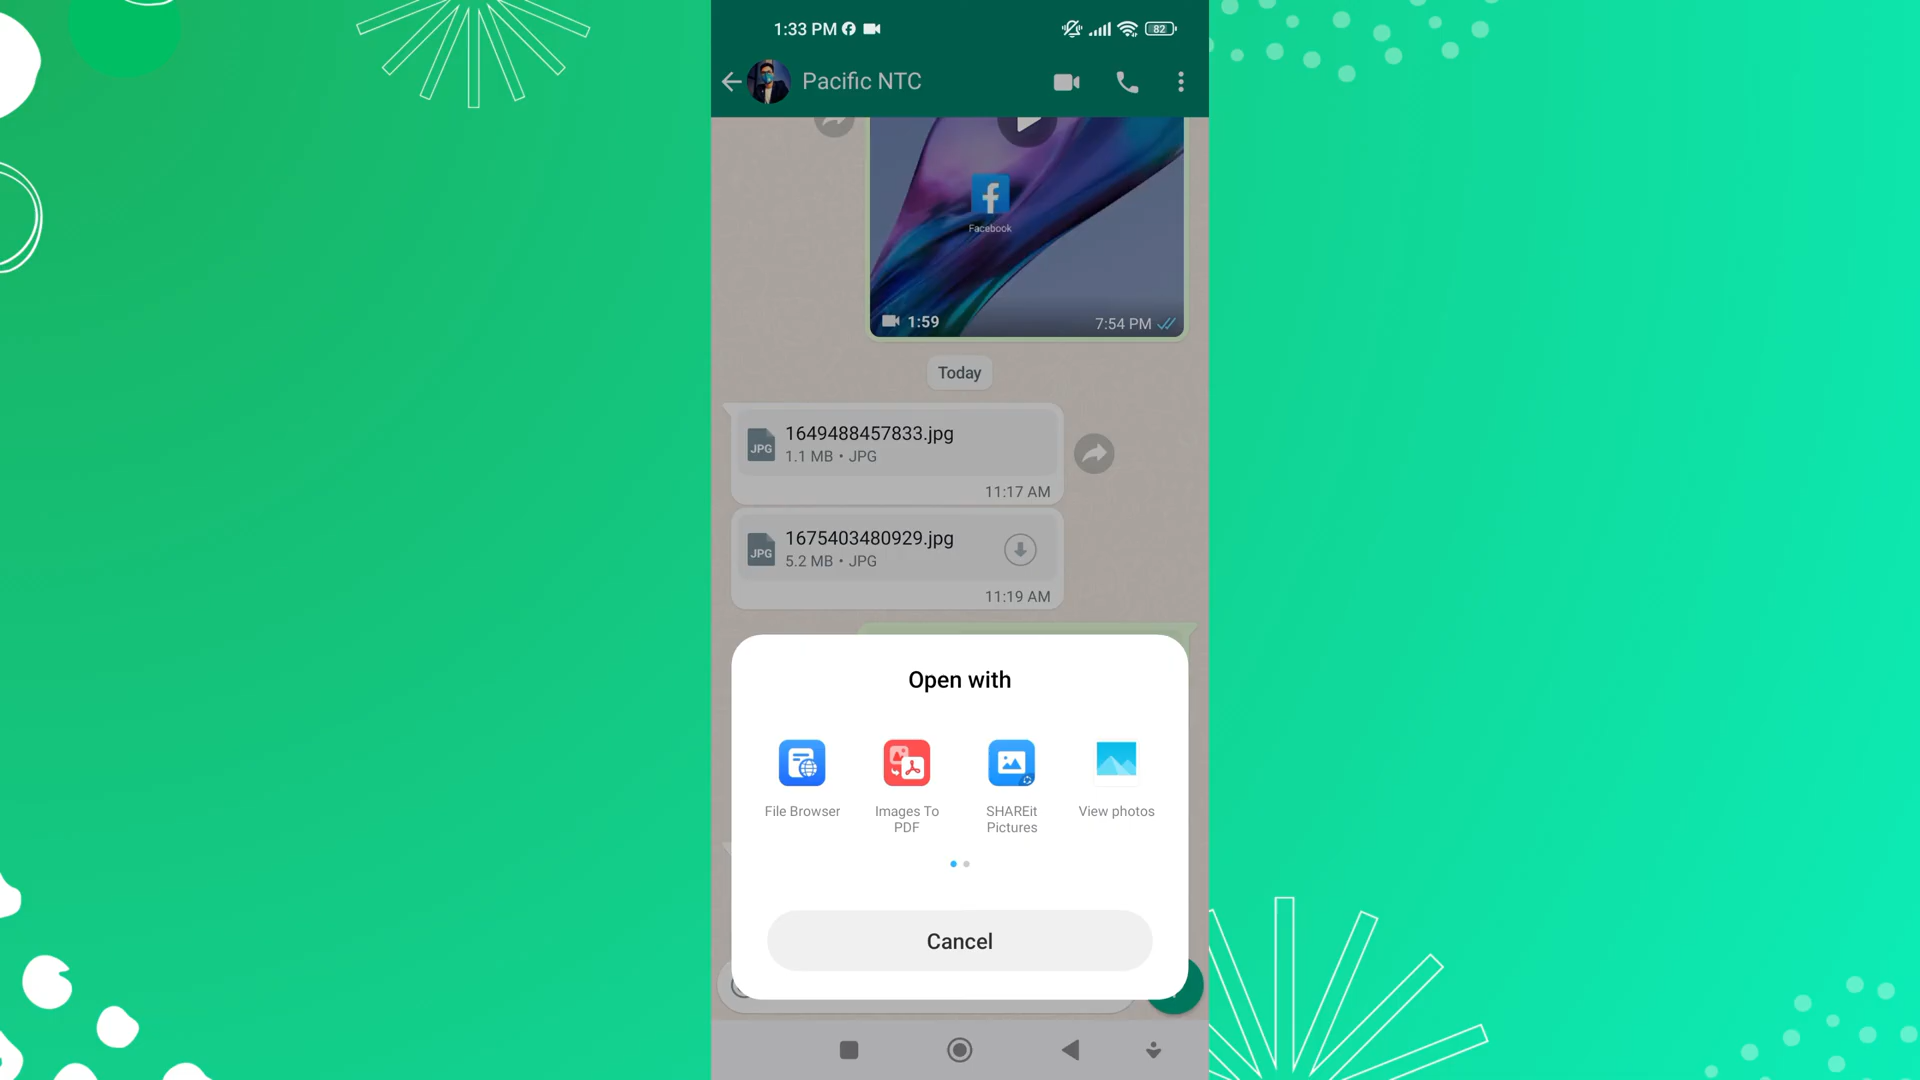 1:33 PM
82
Pacific NTC
Facebook
1:59
7:54 PM
Today
JPG
1649488457833.jpg
1.1 MB • JPG
11:17 AM
JPG
1675403480929.jpg
5.2 MB • JPG
11:19 AM
Open with
File Browser
Images To
PDF
SHAREit
Pictures
View photos
Cancel